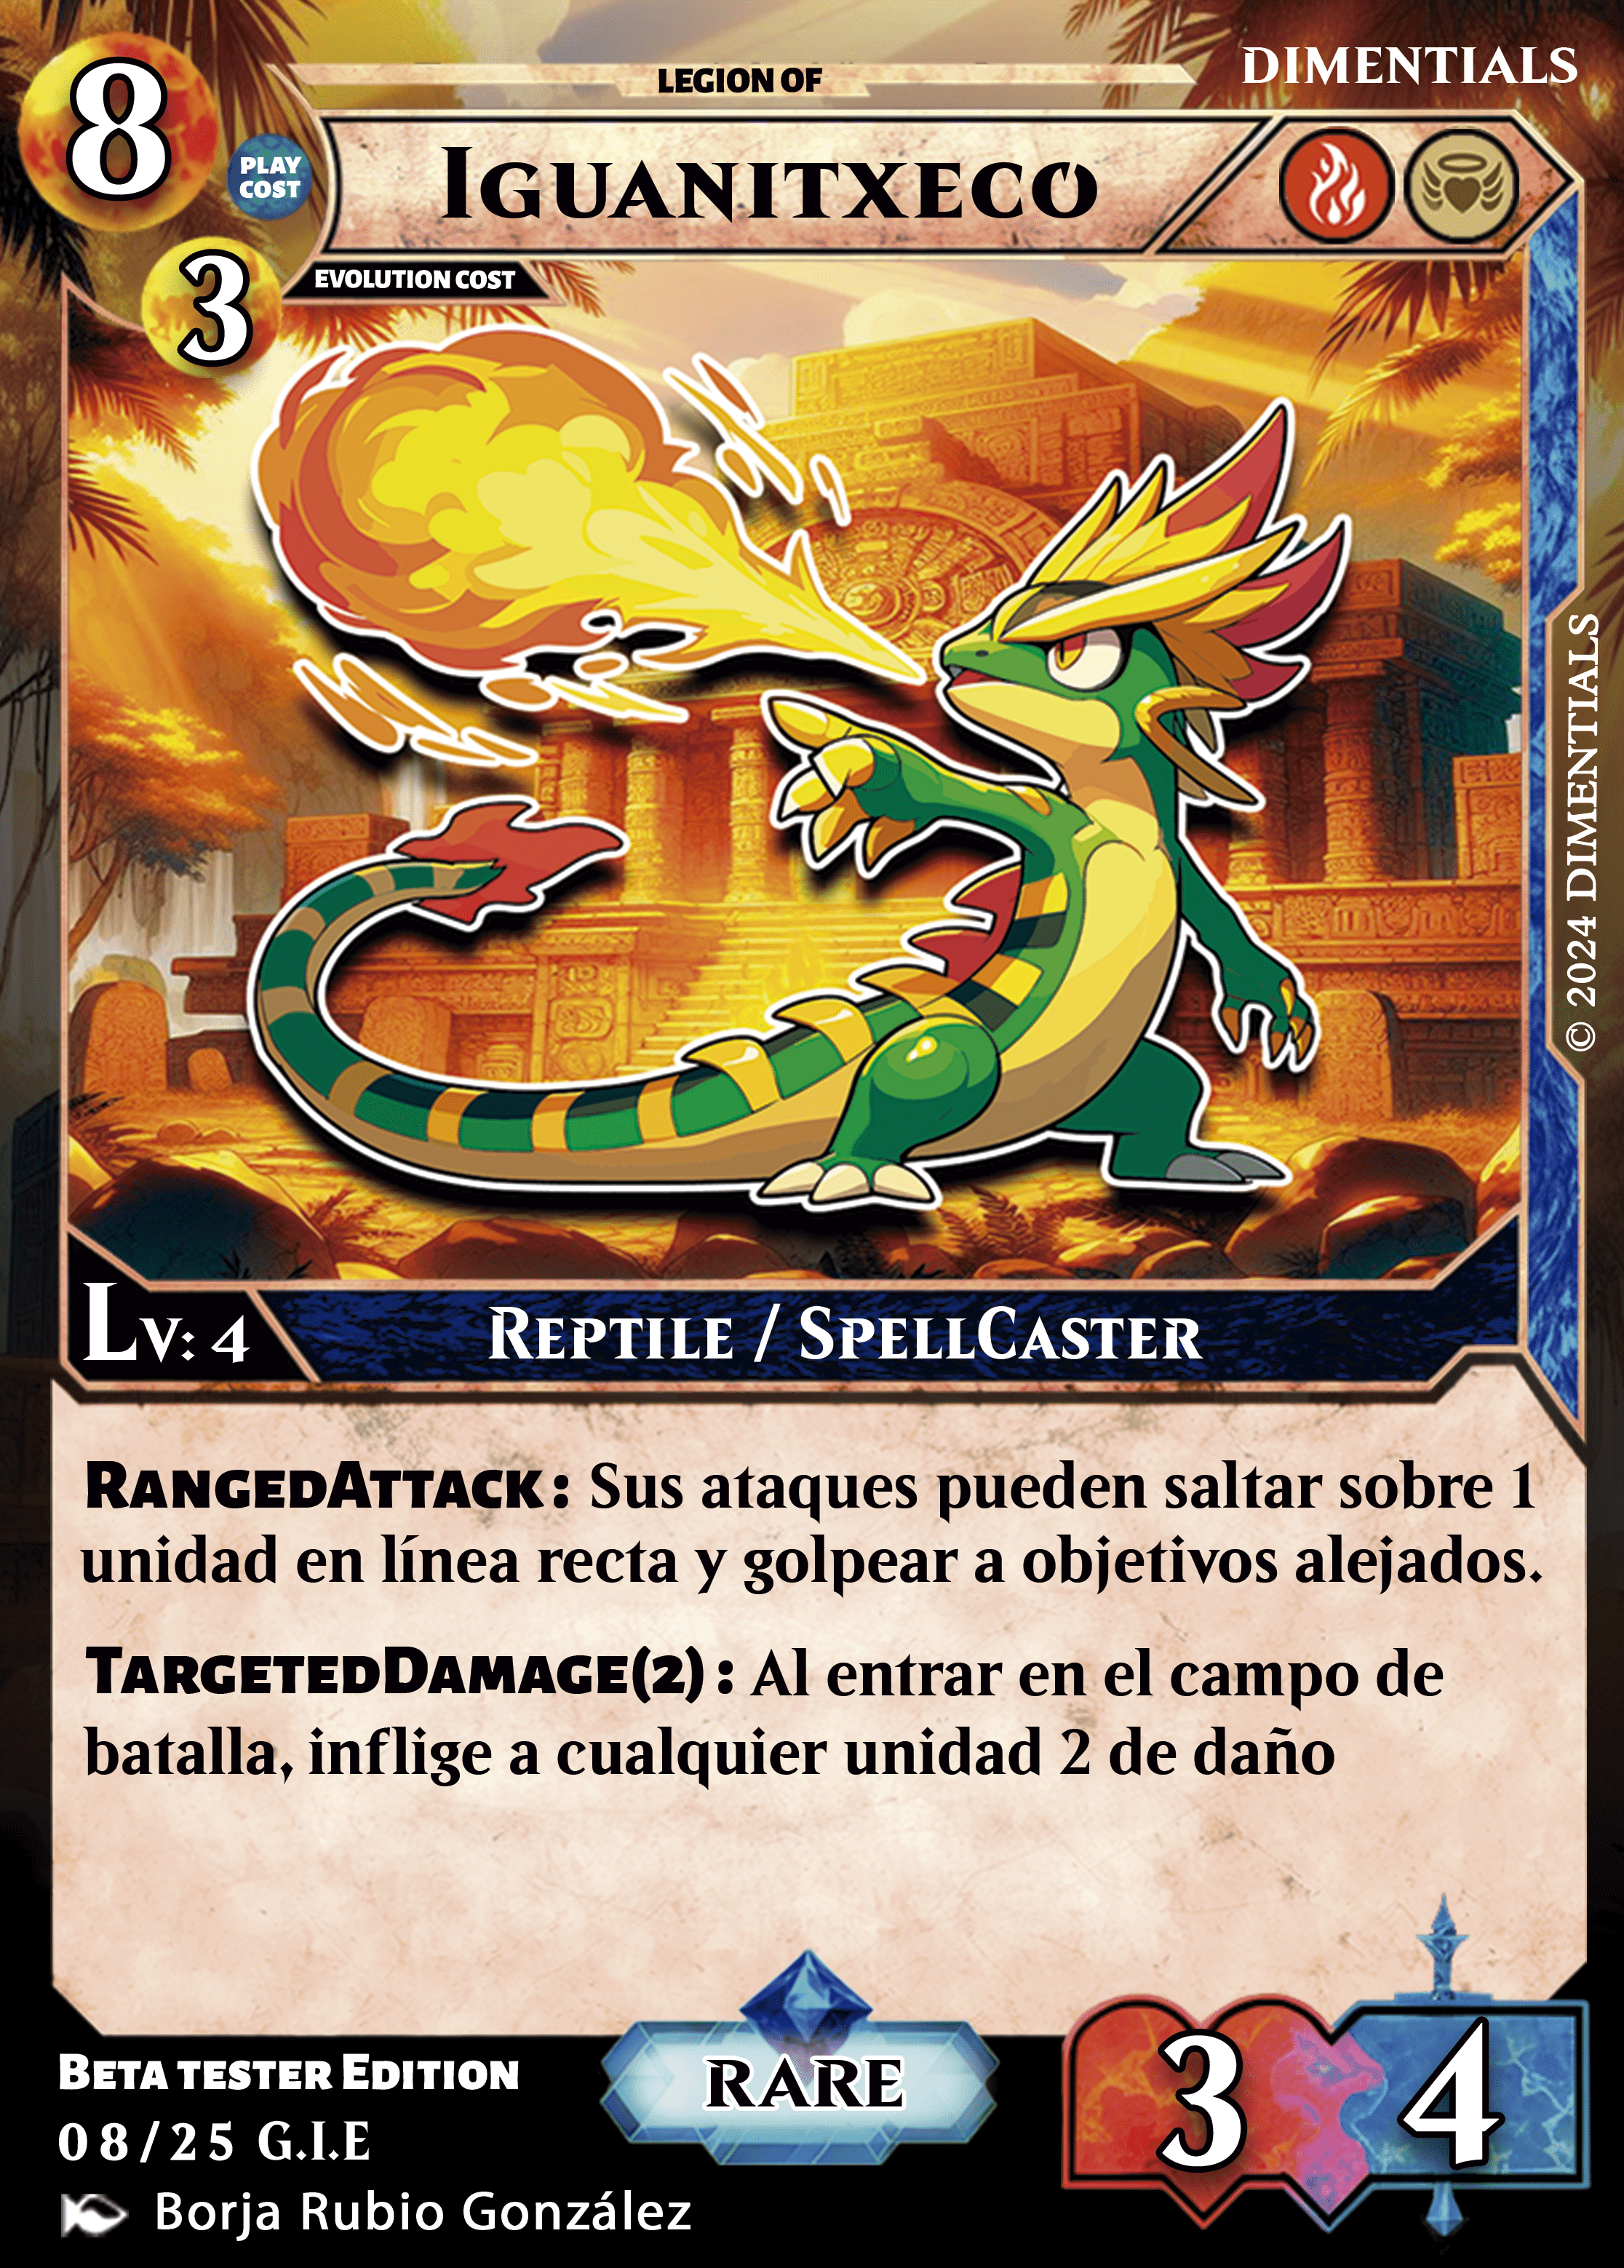 8
LEGION OF
DIMENTIALS
PLAY
COST
IGUANITXECO
3
EVOLUTION COST
© 2024 DIMENTIALS
LV: 4
REPTILE / SPELLCASTER
RANGEDATTACK: Sus ataques pueden saltar sobre 1
unidad en línea recta y golpear a objetivos alejados.
TARGETEDDAMAGE(2): Al entrar en el campo de
batalla, inflige a cualquier unidad 2 de daño
RARE
3
4
BETA TESTER EDITION
08/25 G.I.E
Borja Rubio González